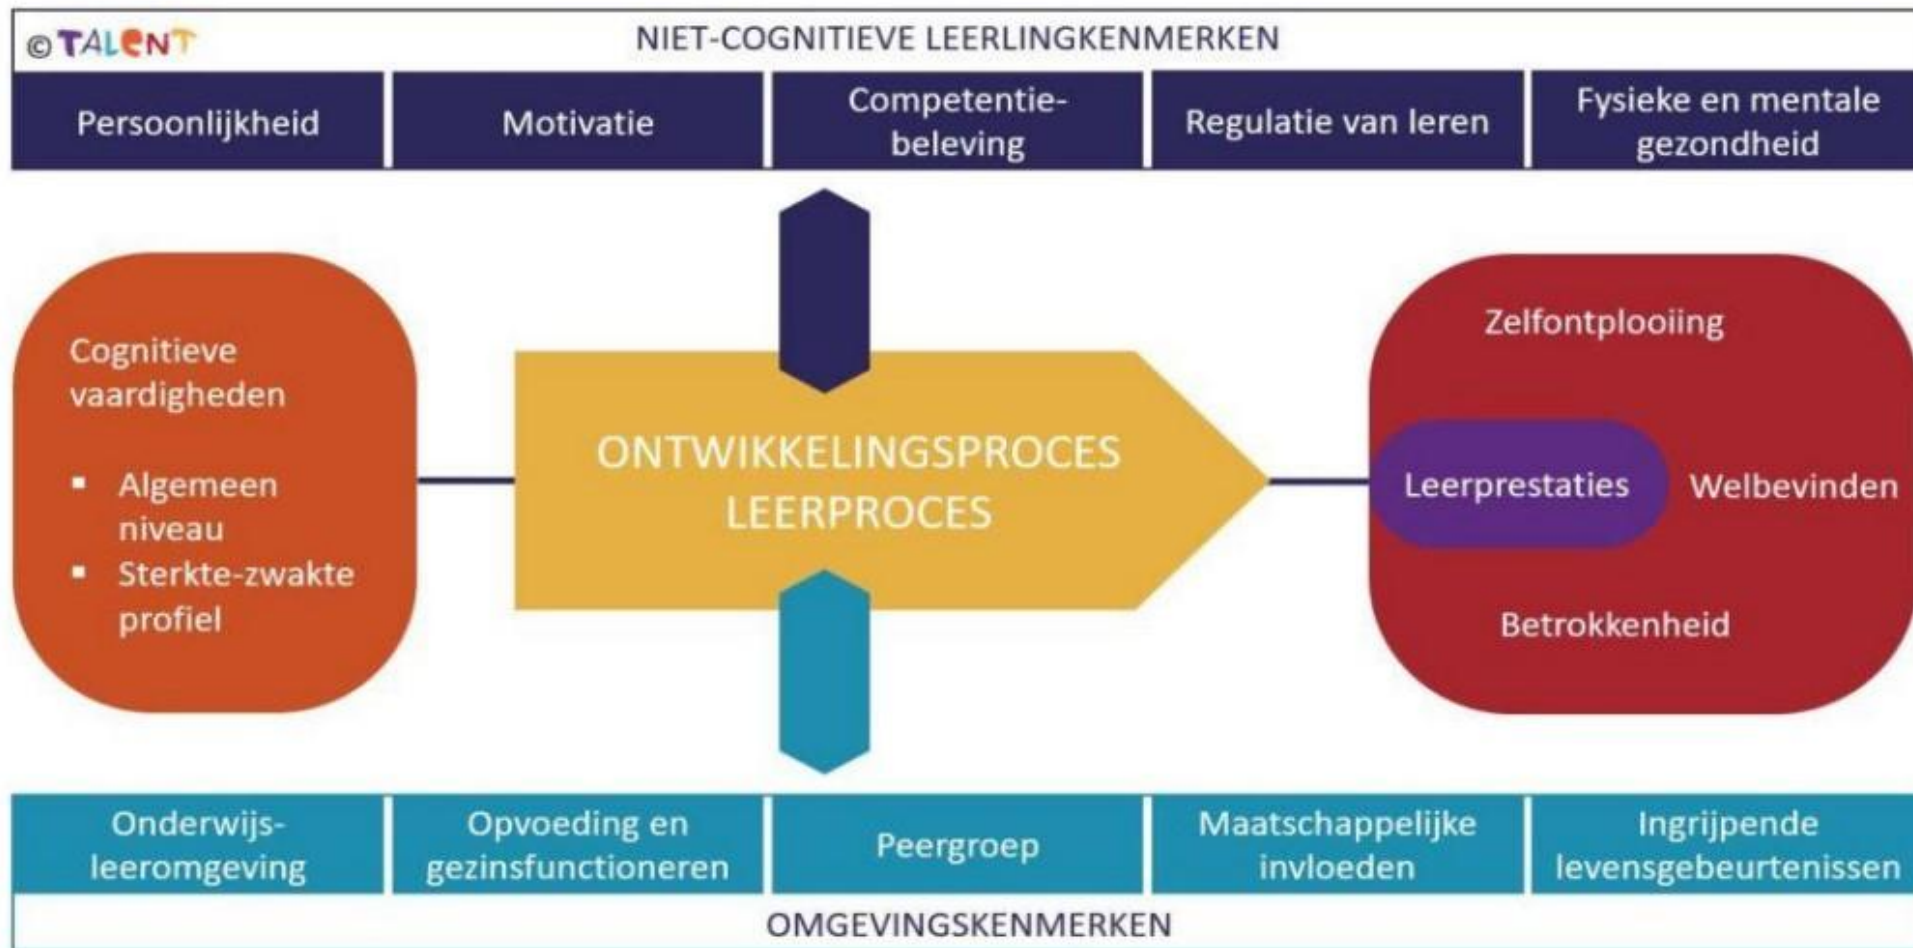 © TALENT
NIET-COGNITIEVE LEERLINGKENMERKEN
Persoonlijkheid
Motivatie
Competentie-
beleving
Regulatie van leren
Fysieke en mentale
gezondheid
Cognitieve
vaardigheden
▪ Algemeen
niveau
▪ Sterkte-zwakte
profiel
ONTWIKKELINGSPROCES
LEERPROCES
Zelfontplooiing
Leerprestaties
Welbevinden
Betrokkenheid
Onderwijs-
leeromgeving
Opvoeding en
gezinsfunctioneren
Peergroep
Maatschappelijke
invloeden
Ingrijpende
levensgebeurtenissen
OMGEVINGSKENMERKEN